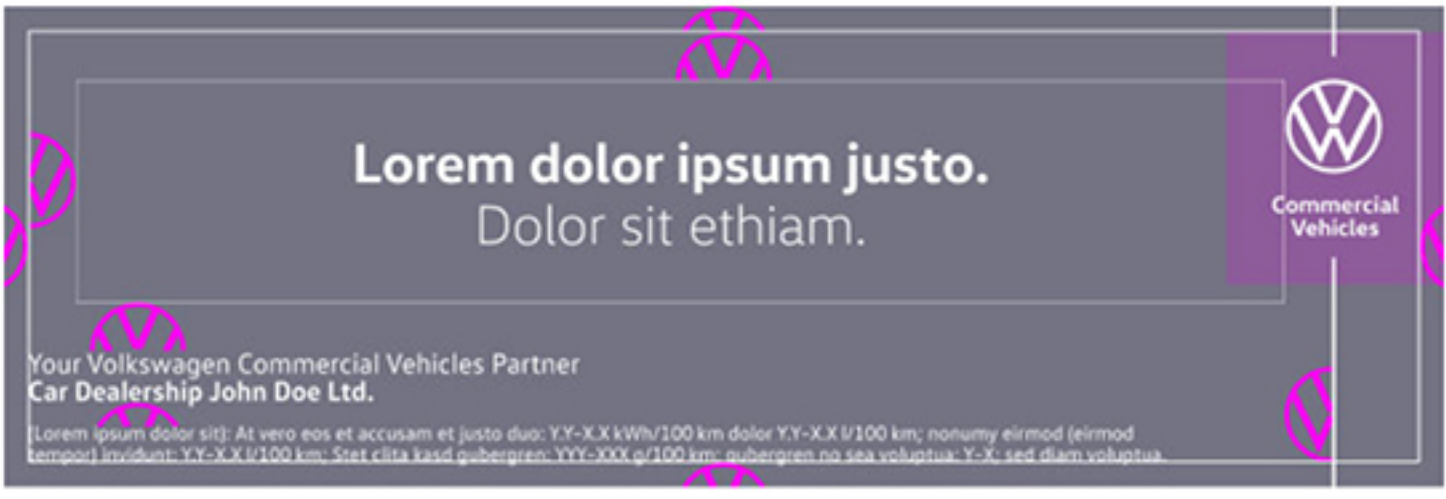 Lorem dolor ipsum justo.
Dolor sit ethiam.
Commercial
Vehicles
Your Volkswagen Commercial Vehicles Partner
Car Dealership John Doe Ltd.
(Lorem ipsum dolor sit): At vero eos et accusam et justo duo: Y.Y–X.X kWh/100 km dolor Y.Y–X.X l/100 km; nonumy eirmod (eirmod
tempor) invidunt: Y.Y–X.X l/100 km; Stet clita kasd gubergren: YYY–XXX g/100 km; gubergren no sea voluptua: Y–X; sed diam voluptua.